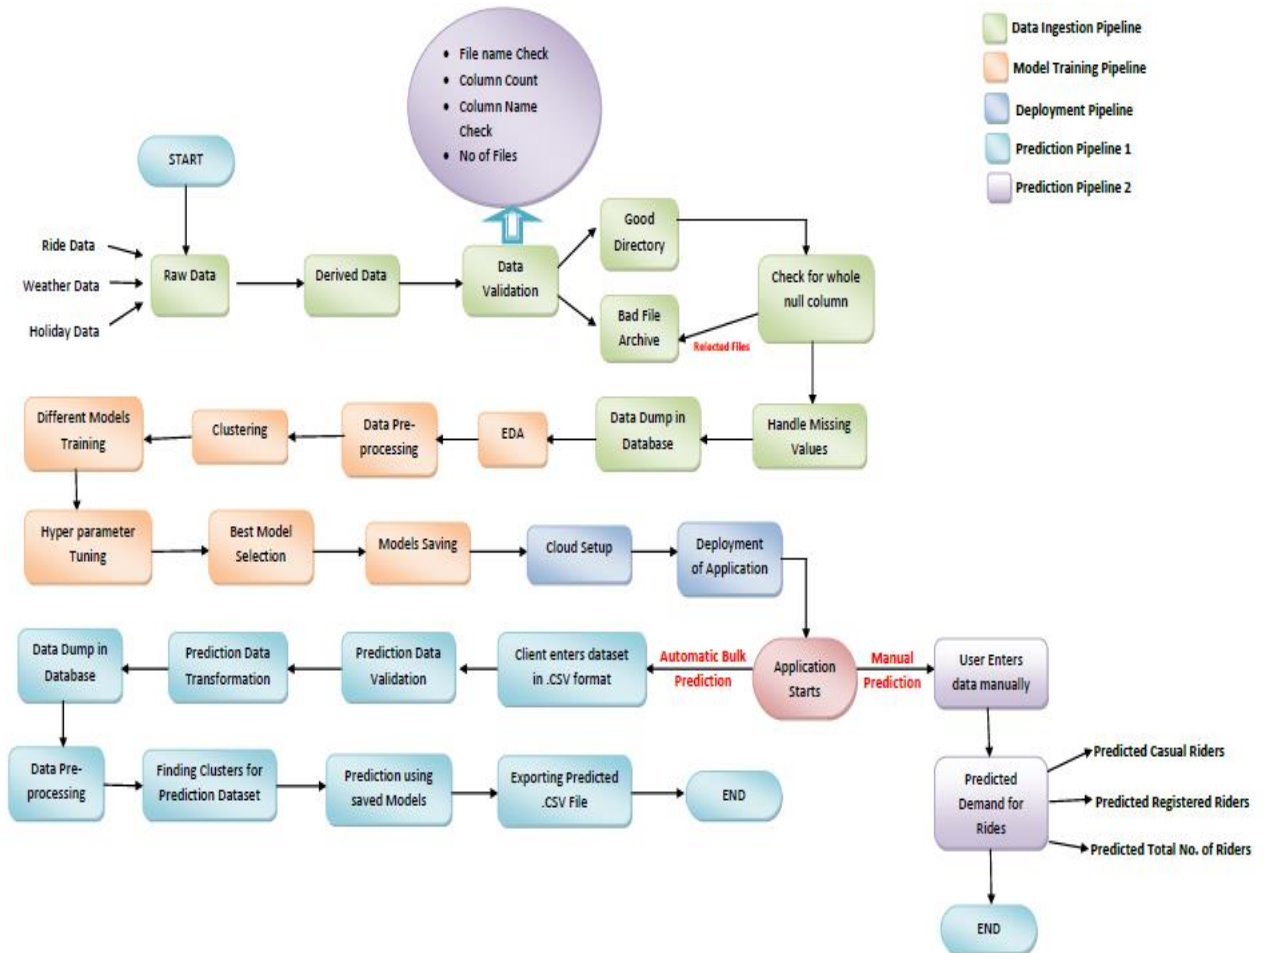 File name Check
Column Count
Column Name
Check
No of Files
Data Ingestion Pipeline
Model Training Pipeline
Deployment Pipeline
Prediction Pipeline 1
Prediction Pipeline 2
START
Ride Data
Weather Data
Holiday Data
Raw Data
Derived Data
Data
Validation
Good
Directory
Bad File
Archive
Check for whole
null column
Rejected Files
Different Models
Training
Clustering
Data Pre-
processing
EDA
Data Dump in
Database
Handle Missing
Values
Hyper parameter
Tuning
Best Model
Selection
Models Saving
Cloud Setup
Deployment
of Application
Data Dump in
Database
Prediction Data
Transformation
Prediction Data
Validation
Client enters dataset
in .CSV format
Automatic Bulk
Prediction
Application
Starts
Manual
Prediction
User Enters
data manually
Data Pre-
processing
Finding Clusters for
Prediction Dataset
Prediction using
saved Models
Exporting Predicted
.CSV File
END
Predicted
Demand for
Rides
Predicted Casual Riders
Predicted Registered Riders
Predicted Total No. of Riders
END